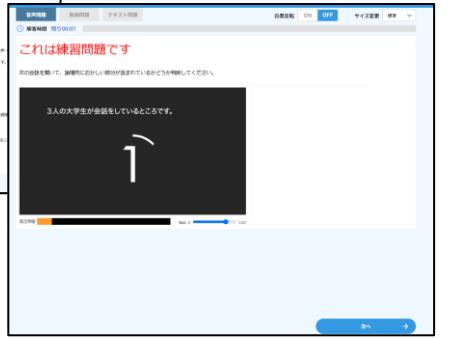 音声問題 動画問題 テキスト問題 白黒反転 ON OFF サイズ変更 標準
解答時間 残り00:07
これは練習問題です
次の会話を聞いて、論理的におかしい部分が含まれているかどうか判断してください。
3人の大学生が会話をしているところです。
1
次へ